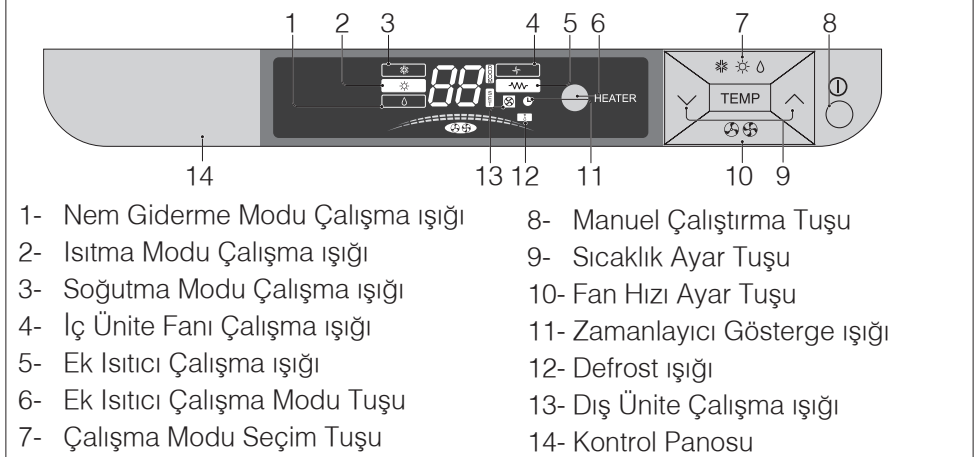 1 2 3 4 5 6 7 8
88
HEATER
TEMP
14 13 12 11 10 9
1- Nem Giderme Modu Çalışma ışığı
2- Isıtma Modu Çalışma ışığı
3- Soğutma Modu Çalışma ışığı
4- İç Ünite Fanı Çalışma ışığı
5- Ek Isıtıcı Çalışma ışığı
6- Ek Isıtıcı Çalışma Modu Tuşu
7- Çalışma Modu Seçim Tuşu
8- Manuel Çalıştırma Tuşu
9- Sıcaklık Ayar Tuşu
10- Fan Hızı Ayar Tuşu
11- Zamanlayıcı Gösterge ışığı
12- Defrost ışığı
13- Dış Ünite Çalışma ışığı
14- Kontrol Panosu